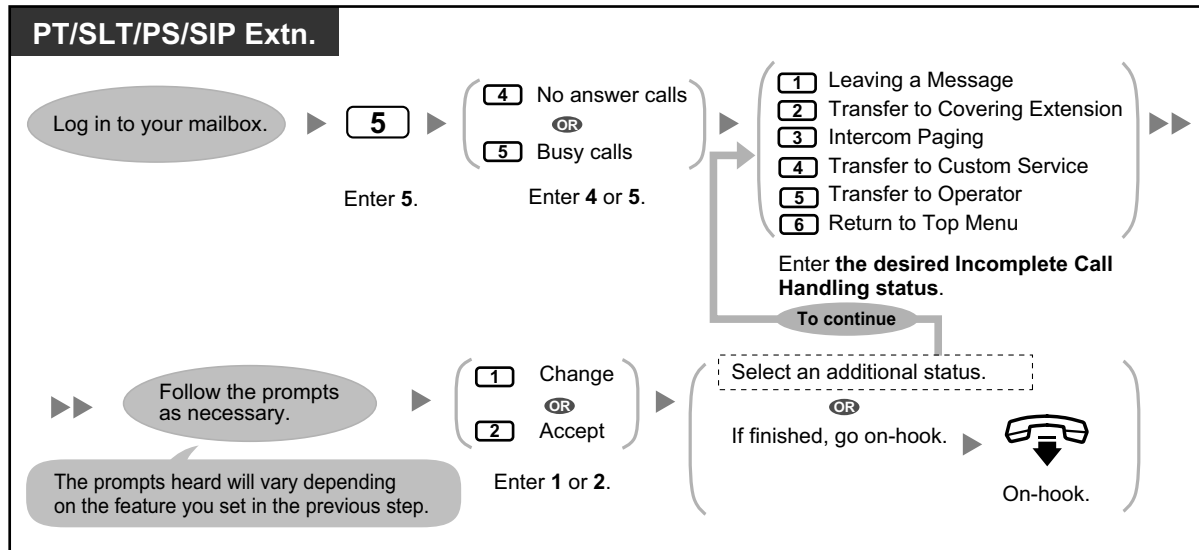 PT/SLT/PS/SIP Extn.
Log in to your mailbox.
5
Enter 5.
4 No answer calls
OR
5 Busy calls
Enter 4 or 5.
1 Leaving a Message
2 Transfer to Covering Extension
3 Intercom Paging
4 Transfer to Custom Service
5 Transfer to Operator
6 Return to Top Menu
Enter the desired Incomplete Call
Handling status.
To continue
Follow the prompts
as necessary.
The prompts heard will vary depending
on the feature you set in the previous step.
1 Change
OR
2 Accept
Enter 1 or 2.
Select an additional status.
OR
If finished, go on-hook.
On-hook.